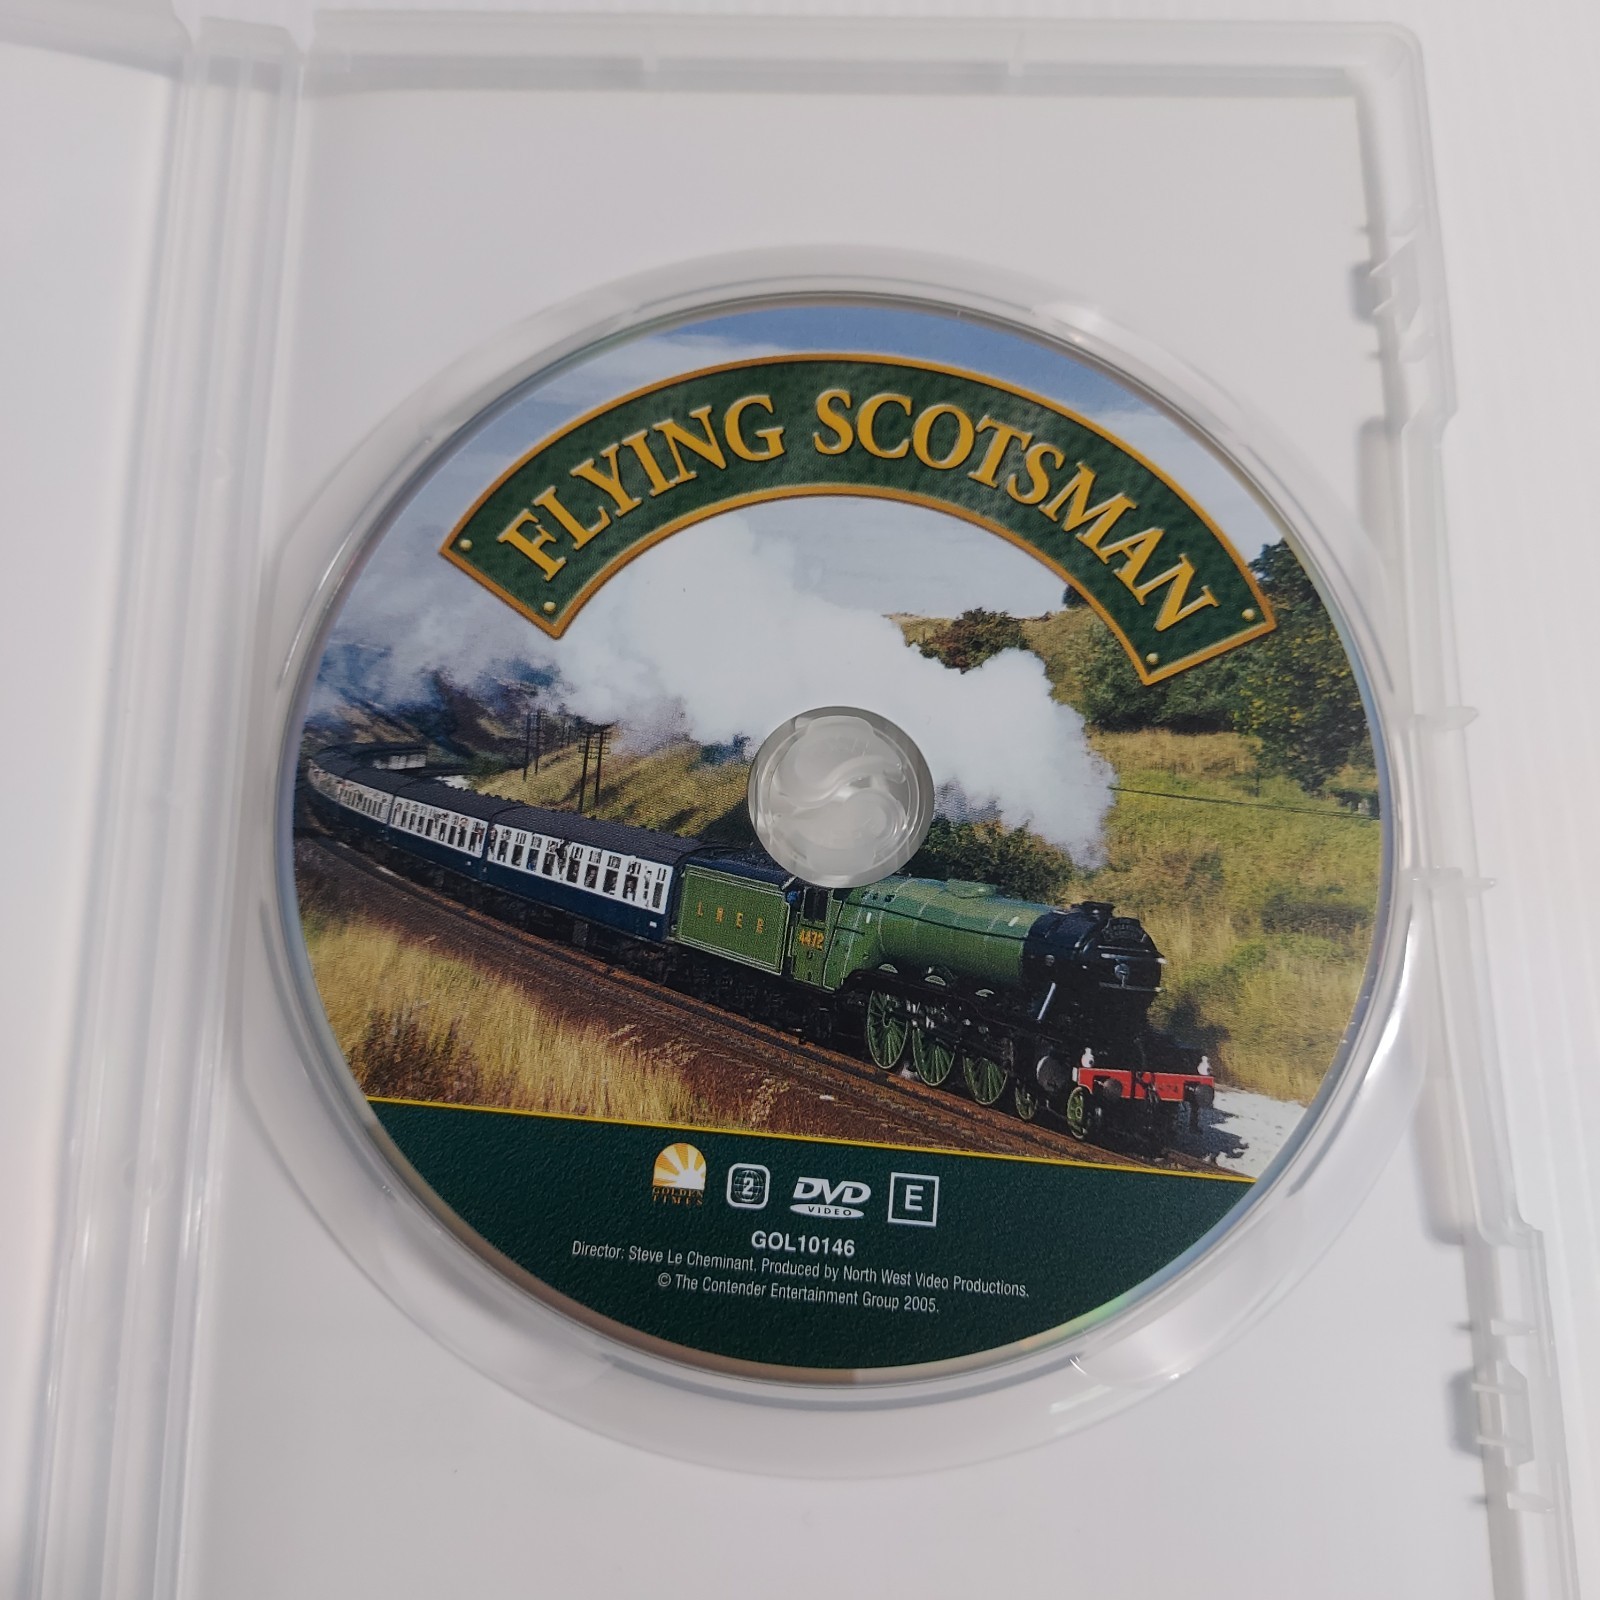 FLYING SCOTSMAN
L N E R
4472
GOLDEN
TIMES
2
DVD
VIDEO
E
GOL10146
Director: Steve Le Cheminant. Produced by North West Video Productions.
© The Contender Entertainment Group 2005.